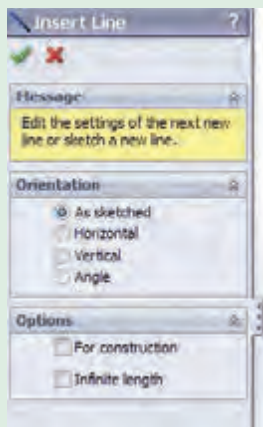 Insert Line ?
Message
Edit the settings of the next new
line or sketch a new line.
Orientation
As sketched
Horizontal
Vertical
Angle
Options
For construction
Infinite length